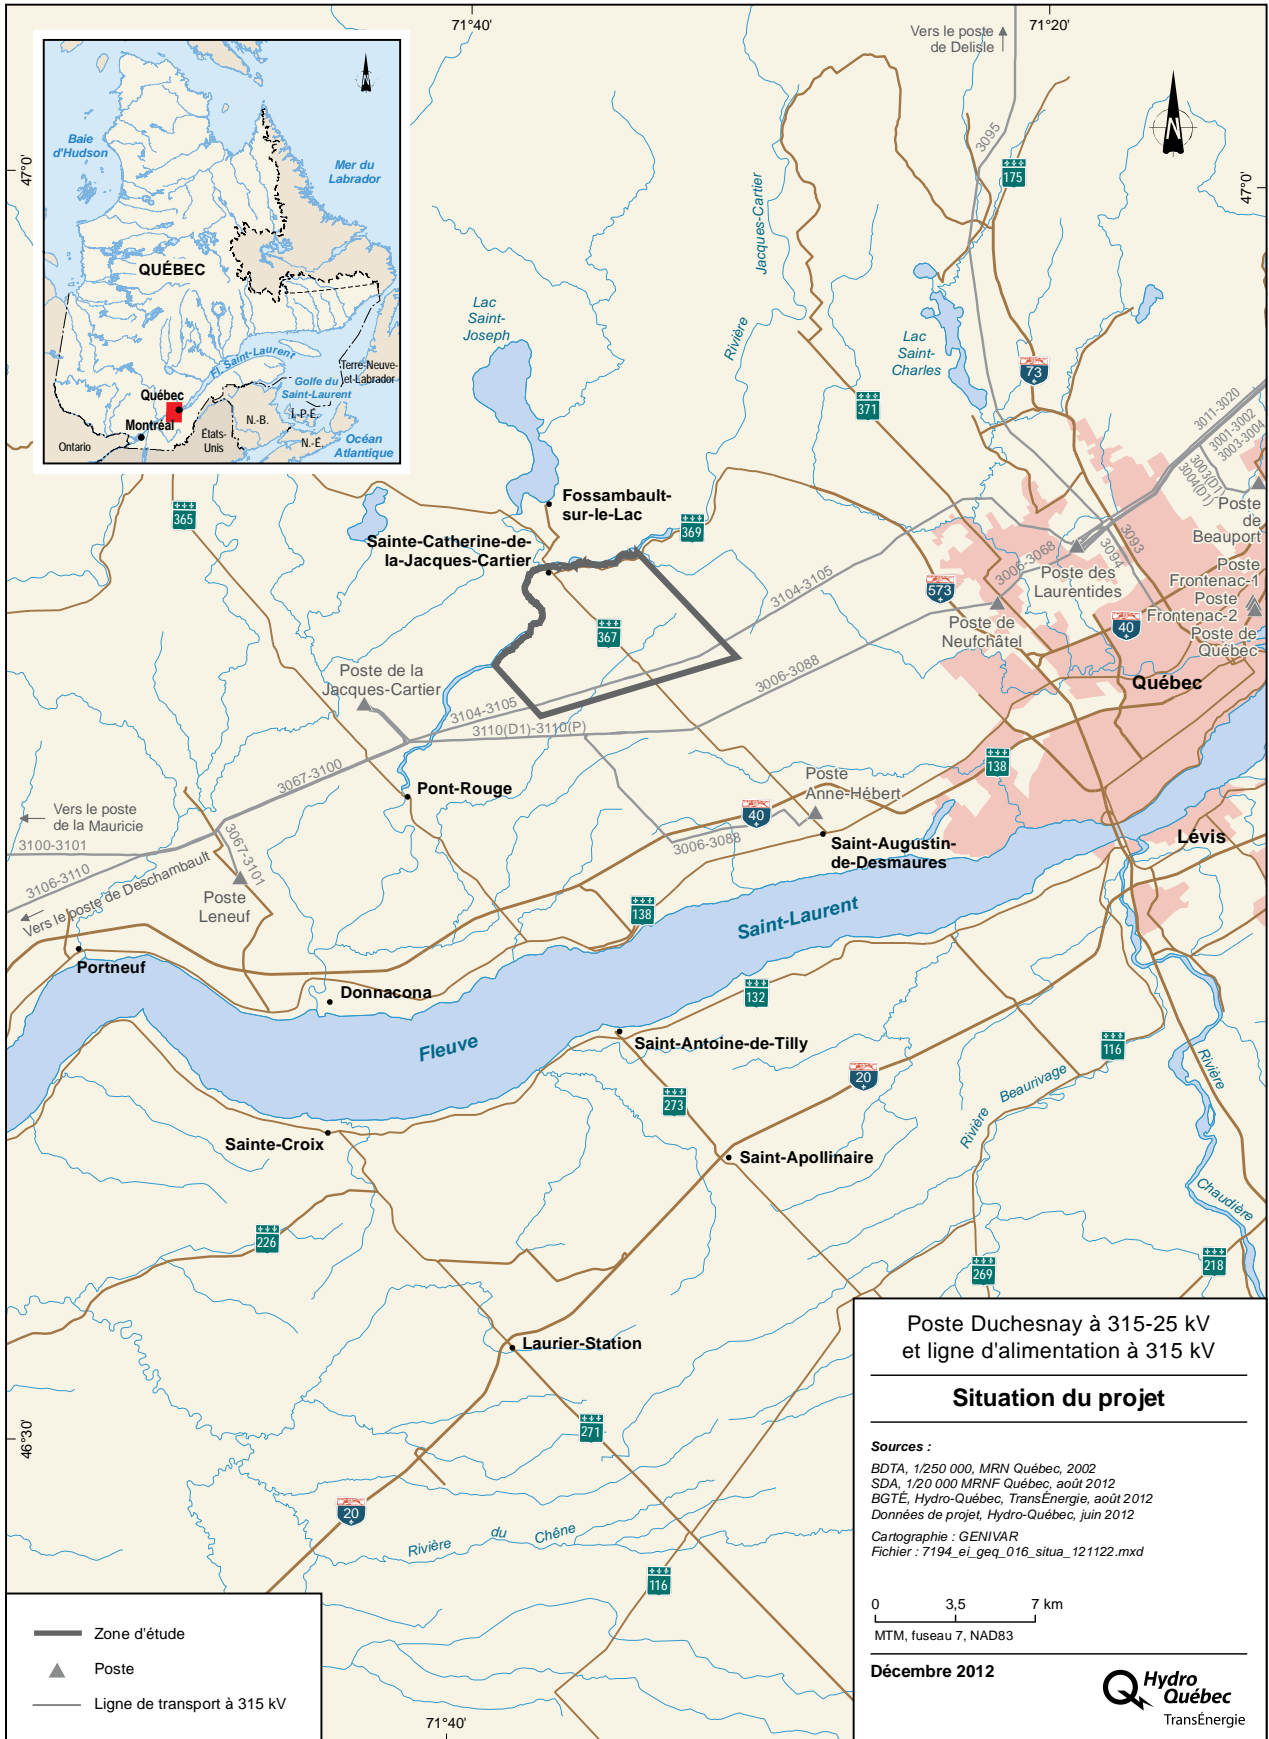 71°40'
71°20'
47°0'
47°0'
46°30'
71°40'
Baie
d'Hudson
Mer du
Labrador
QUÉBEC
Fl. Saint-Laurent
Terre-Neuve-
et-Labrador
Golfe du
Saint-Laurent
Québec
Î.-P.-É.
N.-B.
Montréal
N.-É.
Océan
Atlantique
États-
Unis
Ontario
Vers le poste
de Delisle
3095
N
175
Rivière
Jacques-Cartier
Lac
Saint-
Joseph
Lac
Saint-
Charles
73
371
3011-3020
3001-3002
3003-3004
3003(D1)
3004(D1)
365
Fossambault-
sur-le-Lac
369
Sainte-Catherine-de-
la-Jacques-Cartier
Poste
de
Beauport
3093
3094
3006-3068
Poste des
Laurentides
Poste
Frontenac-1
Poste
Frontenac-2
Poste de
Québec
3104-3105
573
40
367
Poste de
Neufchâtel
Poste de la
Jacques-Cartier
3006-3088
Québec
3104-3105
3110(D1)-3110(P)
138
3067-3100
Pont-Rouge
Poste
Anne-Hébert
40
Vers le poste
de la Mauricie
3100-3101
3067-3101
3006-3088
Saint-Augustin-
de-Desmaures
Lévis
3106-3110
Vers le poste de Deschambault
Poste
Leneuf
138
Fleuve
Saint-Laurent
Portneuf
Donnacona
132
Saint-Antoine-de-Tilly
116
20
Rivière
Beaurivage
Rivière
Chaudière
273
Sainte-Croix
Saint-Apollinaire
226
269
218
Laurier-Station
271
20
Rivière
du
Chêne
116
Poste Duchesnay à 315-25 kV
et ligne d'alimentation à 315 kV
Situation du projet
Sources :
BDTA, 1/250 000, MRN Québec, 2002
SDA, 1/20 000 MRNF Québec, août 2012
BGTÉ, Hydro-Québec, TransÉnergie, août 2012
Données de projet, Hydro-Québec, juin 2012
Cartographie : GENIVAR
Fichier : 7194_ei_geq_016_situa_121122.mxd
0 3,5 7 km
MTM, fuseau 7, NAD83
Décembre 2012
Hydro
Québec
TransÉnergie
Zone d'étude
Poste
Ligne de transport à 315 kV